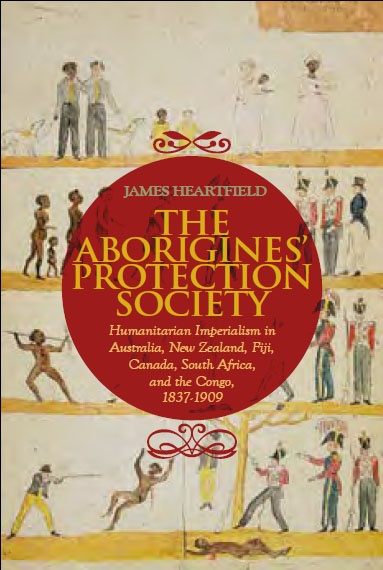 JAMES HEARTFIELD
THE
ABORIGINES'
PROTECTION
SOCIETY
Humanitarian Imperialism in
Australia, New Zealand, Fiji,
Canada, South Africa,
and the Congo,
1837-1909